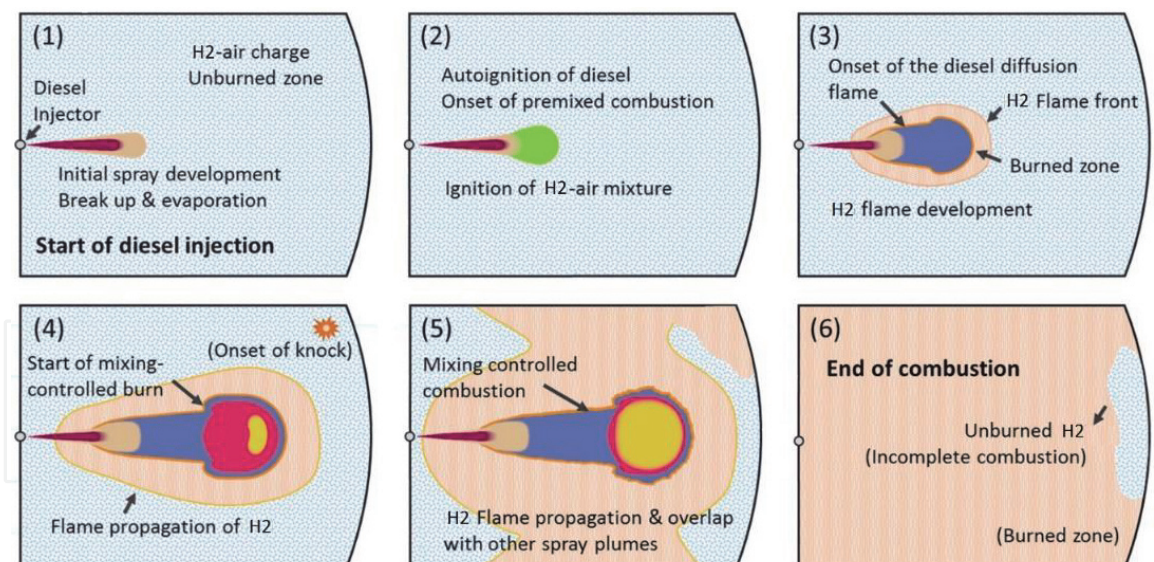 (1)
H2-air charge
Unburned zone
Diesel
Injector
Initial spray development
Break up & evaporation
Start of diesel injection
(2)
Autoignition of diesel
Onset of premixed combustion
Ignition of H2-air mixture
(3)
Onset of the diesel diffusion
flame
H2 Flame front
Burned zone
H2 flame development
(4)
(Onset of knock)
Start of mixing-
controlled burn
Flame propagation of H2
(5)
Mixing controlled
combustion
H2 Flame propagation & overlap
with other spray plumes
(6)
End of combustion
Unburned H2
(Incomplete combustion)
(Burned zone)